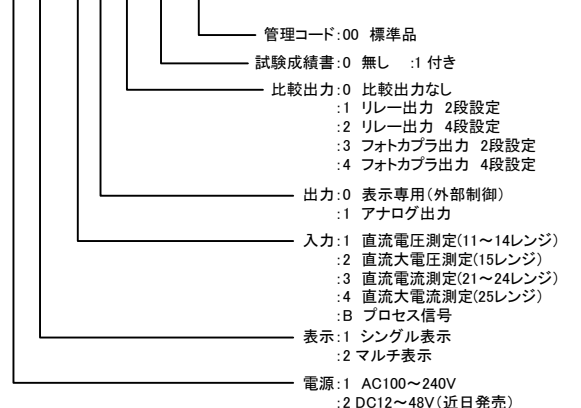 管理コード:00 標準品
試験成績書:0 無し :1 付き
比較出力:0 比較出力なし
:1 リレー出力 2段設定
:2 リレー出力 4段設定
:3 フォトカプラ出力 2段設定
:4 フォトカプラ出力 4段設定
出力:0 表示専用(外部制御)
:1 アナログ出力
入力:1 直流電圧測定(11~14レンジ)
:2 直流大電圧測定(15レンジ)
:3 直流電流測定(21~24レンジ)
:4 直流大電流測定(25レンジ)
:B プロセス信号
表示:1 シングル表示
:2 マルチ表示
電源:1 AC100~240V
:2 DC12~48V(近日発売)